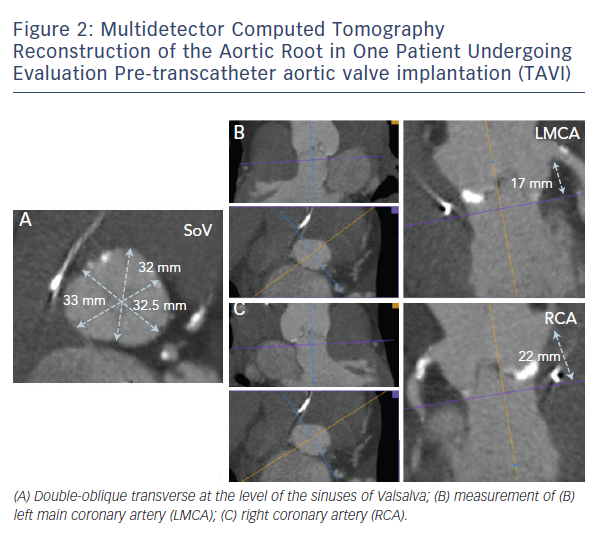 Figure 2: Multidetector Computed Tomography
Reconstruction of the Aortic Root in One Patient Undergoing
Evaluation Pre-transcatheter aortic valve implantation (TAVI)
A
SoV
32 mm
33 mm
32.5 mm
B
LMCA
17 mm
C
RCA
22 mm
(A) Double-oblique transverse at the level of the sinuses of Valsalva; (B) measurement of (B)
left main coronary artery (LMCA); (C) right coronary artery (RCA).